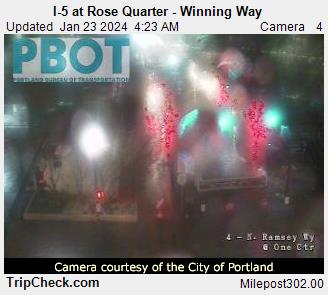 I-5 at Rose Quarter - Winning Way
Updated Jan 23 2024 4:23 AM Camera 4
PBOT
PORTLAND BUREAU OF TRANSPORTATION
4 - N. Ramsey Wy
@ One Ctr
Camera courtesy of the City of Portland
TripCheck.com Milepost302.00